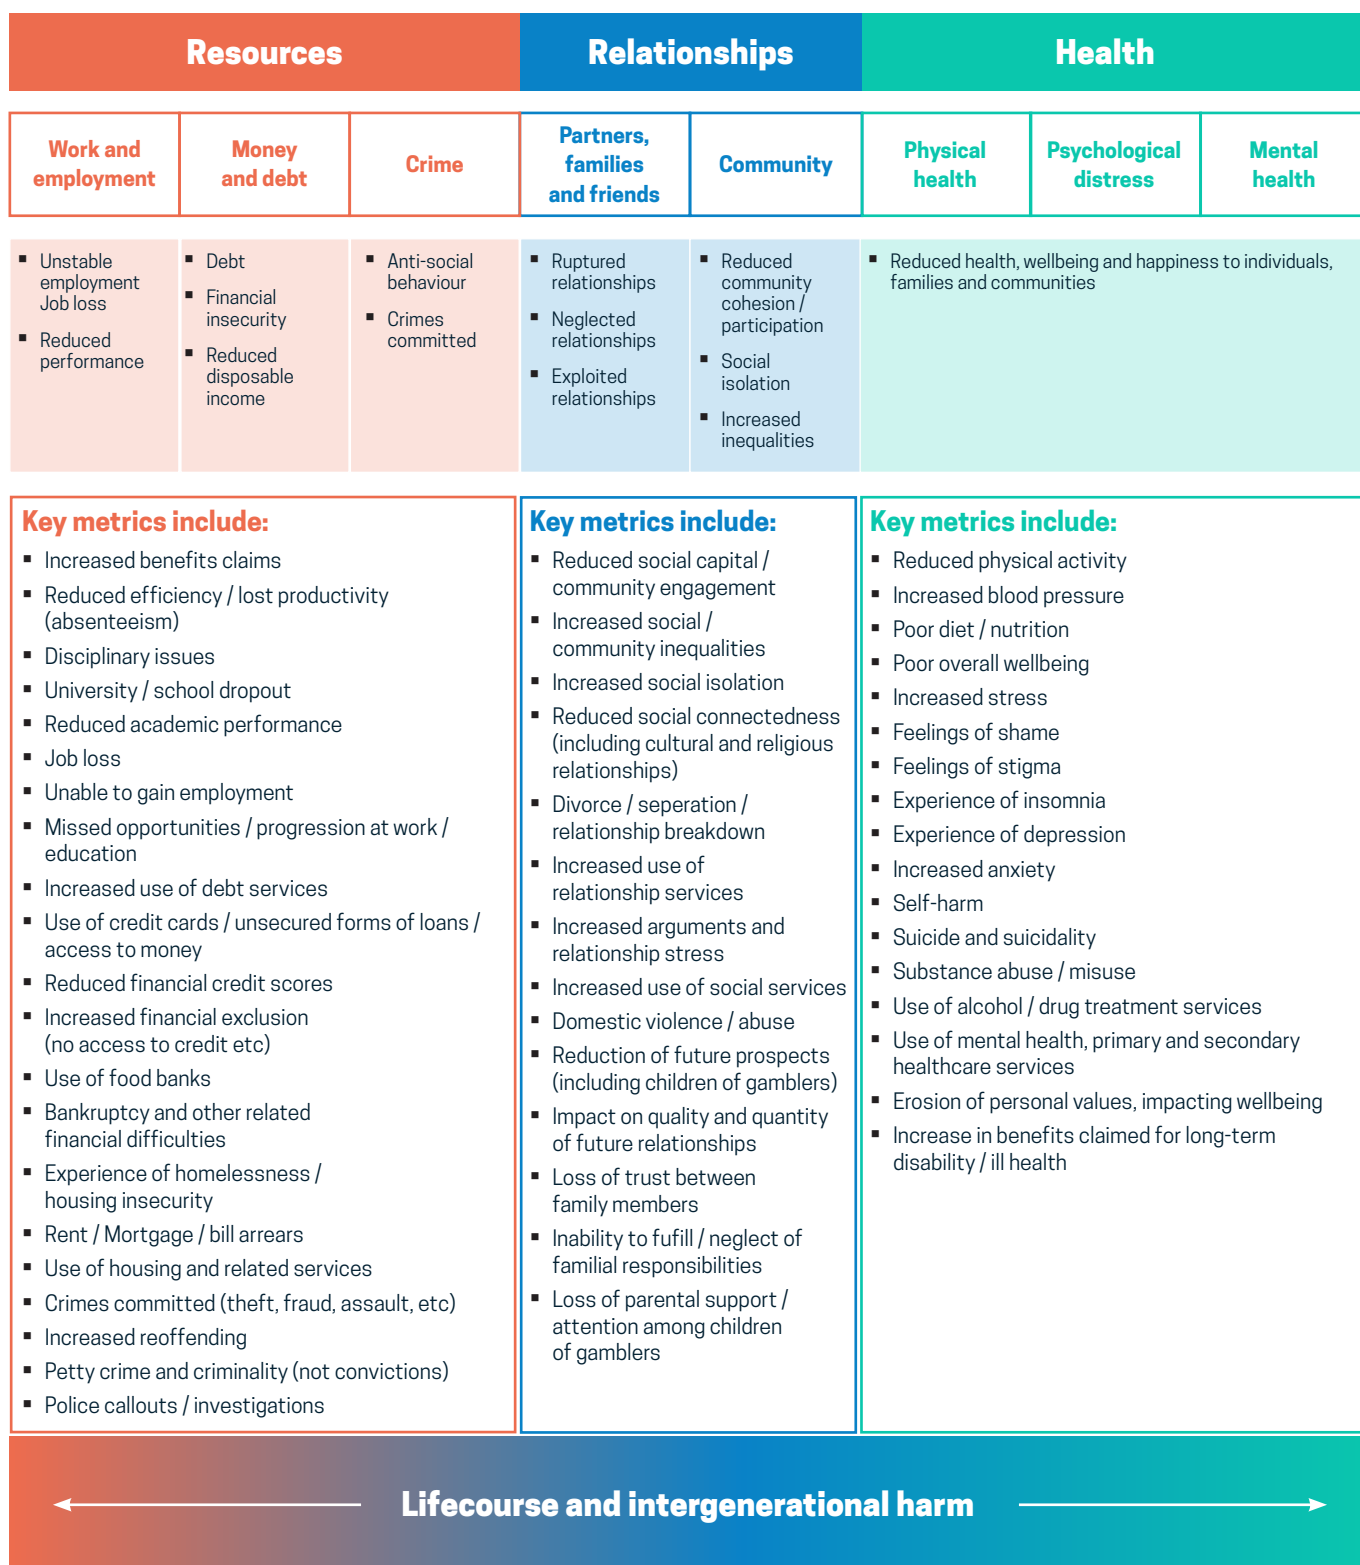 Resources
Relationships
Health
Work and
employment
Money
and debt
Crime
Partners,
families
and friends
Community
Physical
health
Psychological
distress
Mental
health
▪ Unstable
employment
Job loss
▪ Reduced
performance
▪ Debt
▪ Financial
insecurity
▪ Reduced
disposable
income
▪ Anti-social
behaviour
▪ Crimes
committed
▪ Ruptured
relationships
▪ Neglected
relationships
▪ Exploited
relationships
▪ Reduced
community
cohesion /
participation
▪ Social
isolation
▪ Increased
inequalities
▪ Reduced health, wellbeing and happiness to individuals,
families and communities
Key metrics include:
▪ Increased benefits claims
▪ Reduced efficiency / lost productivity
(absenteeism)
▪ Disciplinary issues
▪ University / school dropout
▪ Reduced academic performance
▪ Job loss
▪ Unable to gain employment
▪ Missed opportunities / progression at work /
education
▪ Increased use of debt services
▪ Use of credit cards / unsecured forms of loans /
access to money
▪ Reduced financial credit scores
▪ Increased financial exclusion
(no access to credit etc)
▪ Use of food banks
▪ Bankruptcy and other related
financial difficulties
▪ Experience of homelessness /
housing insecurity
▪ Rent / Mortgage / bill arrears
▪ Use of housing and related services
▪ Crimes committed (theft, fraud, assault, etc)
▪ Increased reoffending
▪ Petty crime and criminality (not convictions)
▪ Police callouts / investigations
Key metrics include:
▪ Reduced social capital /
community engagement
▪ Increased social /
community inequalities
▪ Increased social isolation
▪ Reduced social connectedness
(including cultural and religious
relationships)
▪ Divorce / seperation /
relationship breakdown
▪ Increased use of
relationship services
▪ Increased arguments and
relationship stress
▪ Increased use of social services
▪ Domestic violence / abuse
▪ Reduction of future prospects
(including children of gamblers)
▪ Impact on quality and quantity
of future relationships
▪ Loss of trust between
family members
▪ Inability to fufill / neglect of
familial responsibilities
▪ Loss of parental support /
attention among children
of gamblers
Key metrics include:
▪ Reduced physical activity
▪ Increased blood pressure
▪ Poor diet / nutrition
▪ Poor overall wellbeing
▪ Increased stress
▪ Feelings of shame
▪ Feelings of stigma
▪ Experience of insomnia
▪ Experience of depression
▪ Increased anxiety
▪ Self-harm
▪ Suicide and suicidality
▪ Substance abuse / misuse
▪ Use of alcohol / drug treatment services
▪ Use of mental health, primary and secondary
healthcare services
▪ Erosion of personal values, impacting wellbeing
▪ Increase in benefits claimed for long-term
disability / ill health
Lifecourse and intergenerational harm